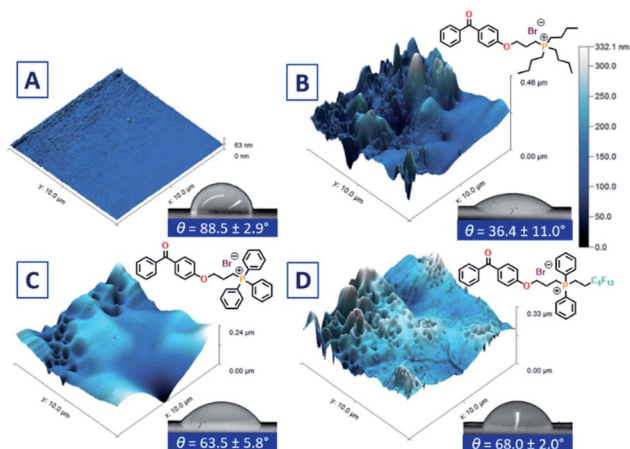 A
63 nm
0 nm
y: 10.0 µm
x: 10.0 µm
θ = 88.5 ± 2.9°
B
O
O
Br ⊖
⊕
P
0.46 µm
0.00 µm
y: 10.0 µm
x: 10.0 µm
θ = 36.4 ± 11.0°
332.1 nm
300.0
250.0
200.0
150.0
100.0
50.0
0.0
C
O
O
Br ⊖
⊕
P
0.24 µm
0.00 µm
y: 10.0 µm
x: 10.0 µm
θ = 63.5 ± 5.8°
D
O
O
Br ⊖
P
⊕
C₆F₁₃
0.33 µm
0.00 µm
y: 10.0 µm
x: 10.0 µm
θ = 68.0 ± 2.0°